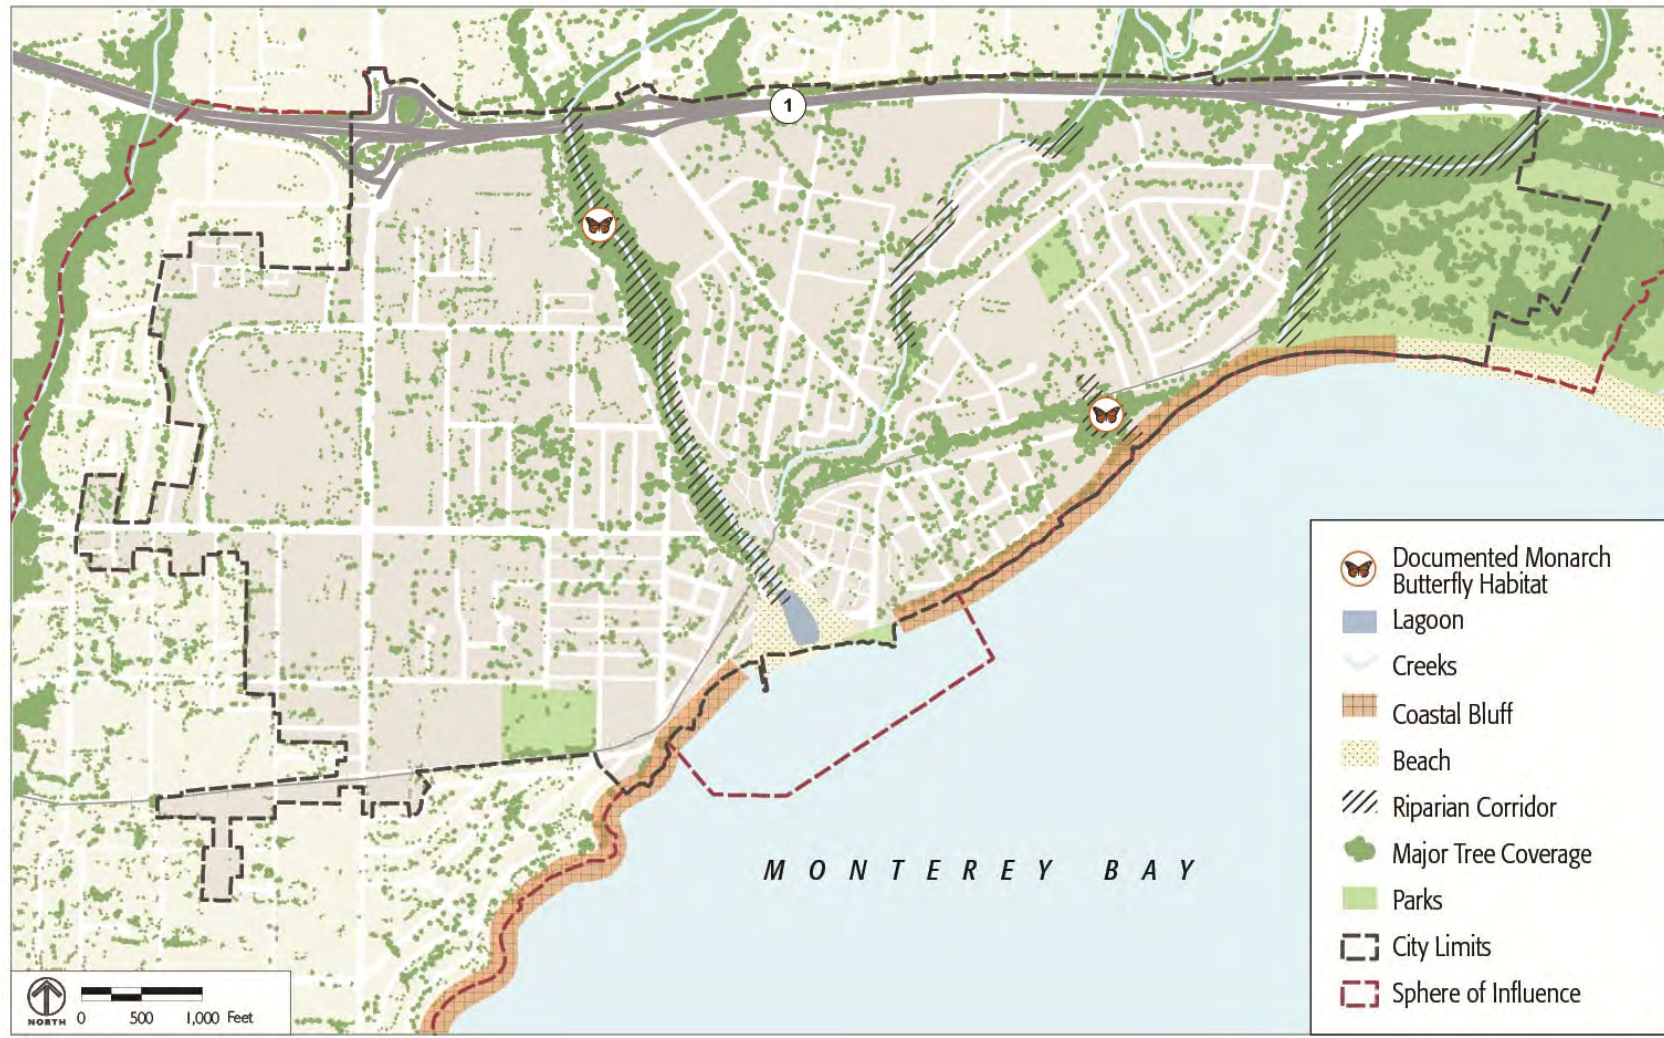 1
MONTEREY BAY
Documented Monarch
Butterfly Habitat
Lagoon
Creeks
Coastal Bluff
Beach
Riparian Corridor
Major Tree Coverage
Parks
City Limits
Sphere of Influence
NORTH
0 500 1,000 Feet